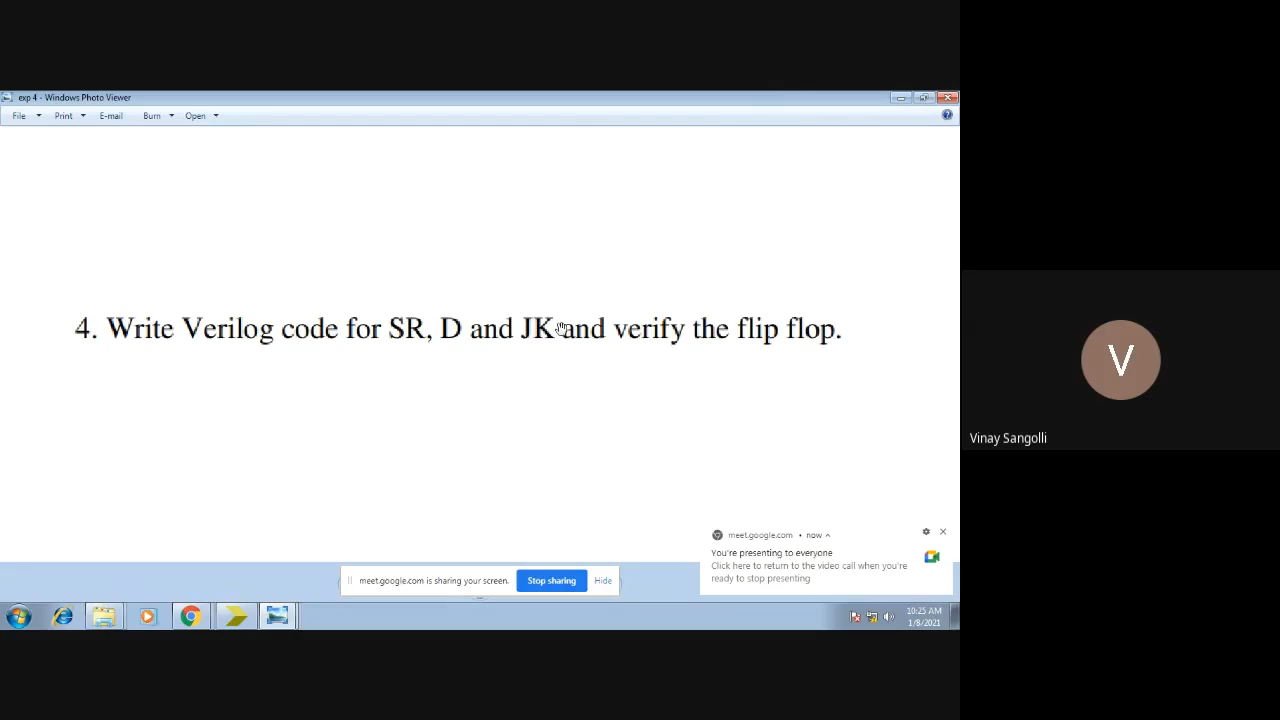 exp 4 - Windows Photo Viewer
File Print E-mail Burn Open
4. Write Verilog code for SR, D and JK and verify the flip flop.
V
Vinay Sangolli
meet.google.com • now
You're presenting to everyone
Click here to return to the video call when you're
ready to stop presenting
meet.google.com is sharing your screen. Stop sharing Hide
10:25 AM
1/8/2021